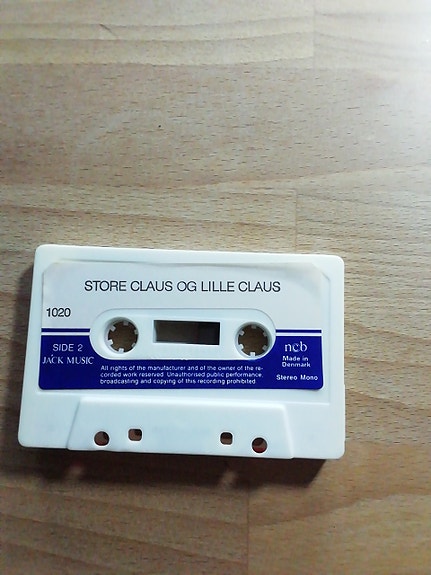 STORE CLAUS OG LILLE CLAUS
1020
SIDE 2
JACK MUSIC
All rights of the manufacturer and of the owner of the re-
corded work reserved. Unauthorised public performance,
broadcasting and copying of this recording prohibited
ncb
Made in
Denmark
Stereo Mono